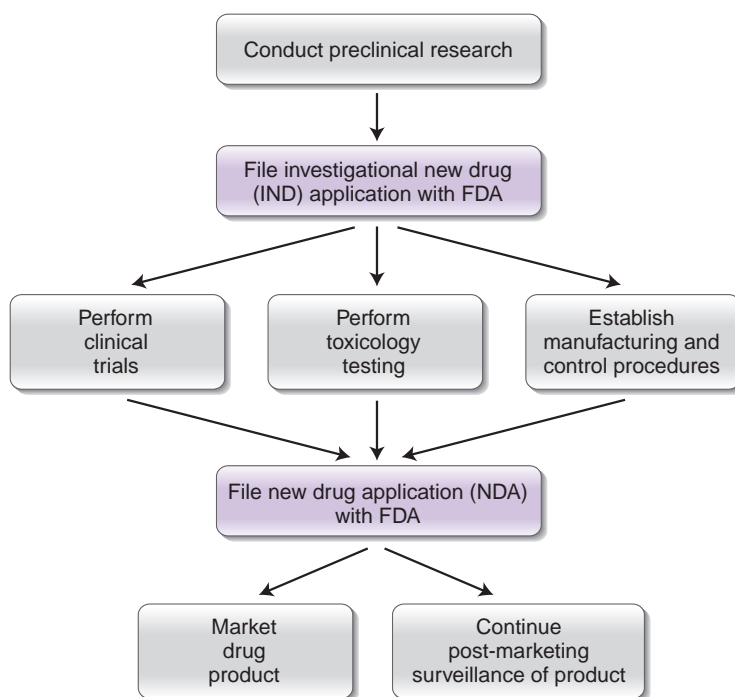 Conduct preclinical research
File investigational new drug
(IND) application with FDA
Perform
clinical
trials
Perform
toxicology
testing
Establish
manufacturing and
control procedures
File new drug application (NDA)
with FDA
Market
drug
product
Continue
post-marketing
surveillance of product